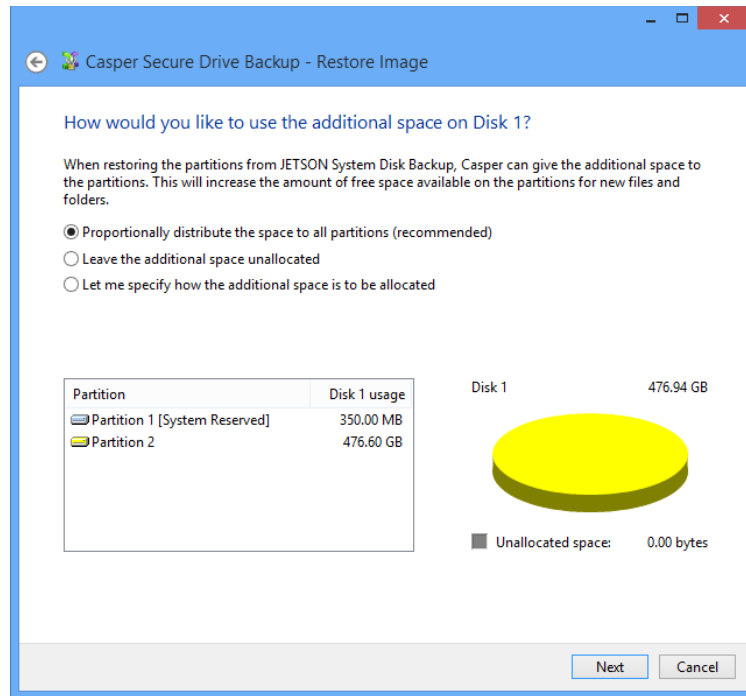 Casper Secure Drive Backup - Restore Image
How would you like to use the additional space on Disk 1?
When restoring the partitions from JETSON System Disk Backup, Casper can give the additional space to
the partitions. This will increase the amount of free space available on the partitions for new files and
folders.
Proportionally distribute the space to all partitions (recommended)
Leave the additional space unallocated
Let me specify how the additional space is to be allocated
Partition Disk 1 usage
Partition 1 [System Reserved] 350.00 MB
Partition 2 476.60 GB
Disk 1 476.94 GB
Unallocated space: 0.00 bytes
Next Cancel